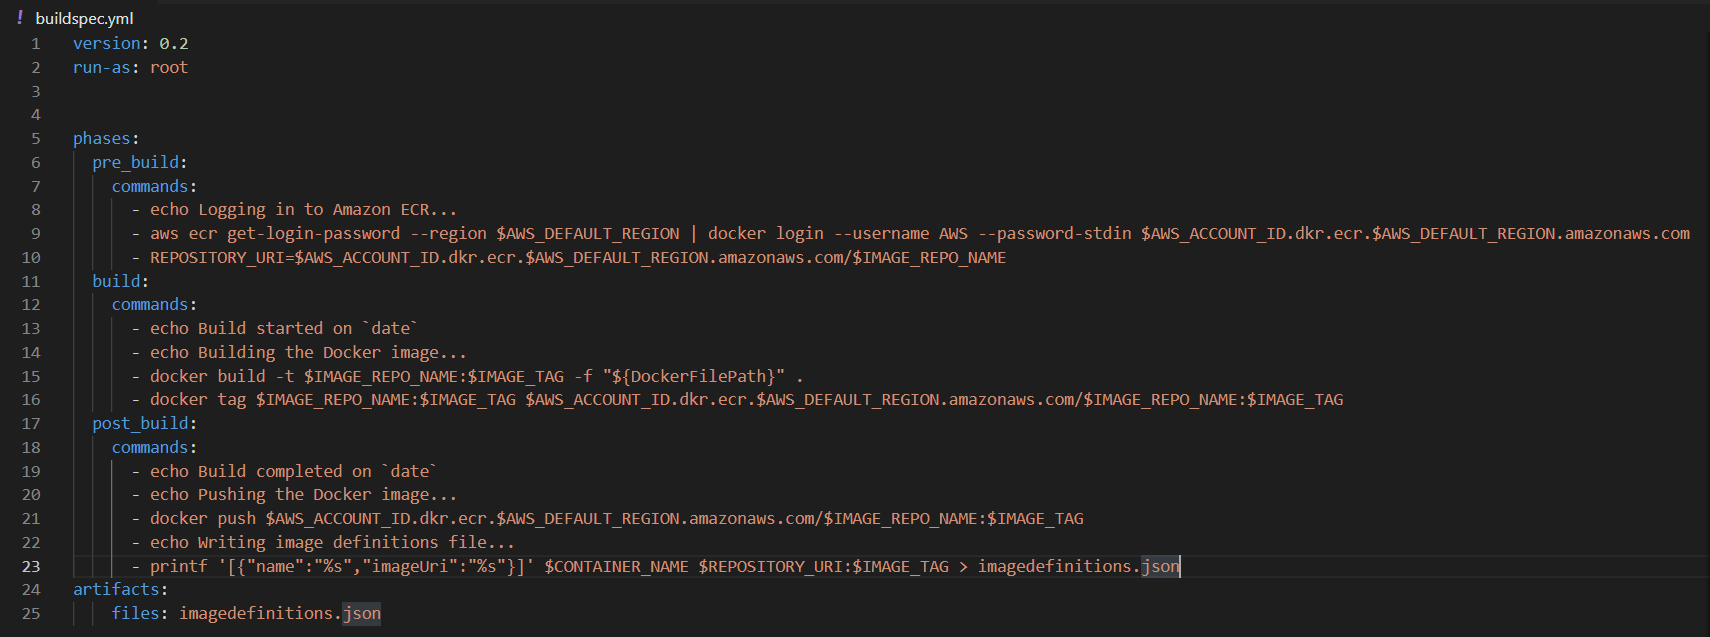 ! buildspec.yml
1 version: 0.2
2 run-as: root
3
4
5 phases:
6   pre_build:
7     commands:
8       - echo Logging in to Amazon ECR...
9       - aws ecr get-login-password --region $AWS_DEFAULT_REGION | docker login --username AWS --password-stdin $AWS_ACCOUNT_ID.dkr.ecr.$AWS_DEFAULT_REGION.amazonaws.com
10       - REPOSITORY_URI=$AWS_ACCOUNT_ID.dkr.ecr.$AWS_DEFAULT_REGION.amazonaws.com/$IMAGE_REPO_NAME
11   build:
12     commands:
13       - echo Build started on `date`
14       - echo Building the Docker image...
15       - docker build -t $IMAGE_REPO_NAME:$IMAGE_TAG -f "${DockerFilePath}" .
16       - docker tag $IMAGE_REPO_NAME:$IMAGE_TAG $AWS_ACCOUNT_ID.dkr.ecr.$AWS_DEFAULT_REGION.amazonaws.com/$IMAGE_REPO_NAME:$IMAGE_TAG
17   post_build:
18     commands:
19       - echo Build completed on `date`
20       - echo Pushing the Docker image...
21       - docker push $AWS_ACCOUNT_ID.dkr.ecr.$AWS_DEFAULT_REGION.amazonaws.com/$IMAGE_REPO_NAME:$IMAGE_TAG
22       - echo Writing image definitions file...
23       - printf '[{"name":"%s","imageUri":"%s"}]' $CONTAINER_NAME $REPOSITORY_URI:$IMAGE_TAG > imagedefinitions.json
24 artifacts:
25     files: imagedefinitions.json